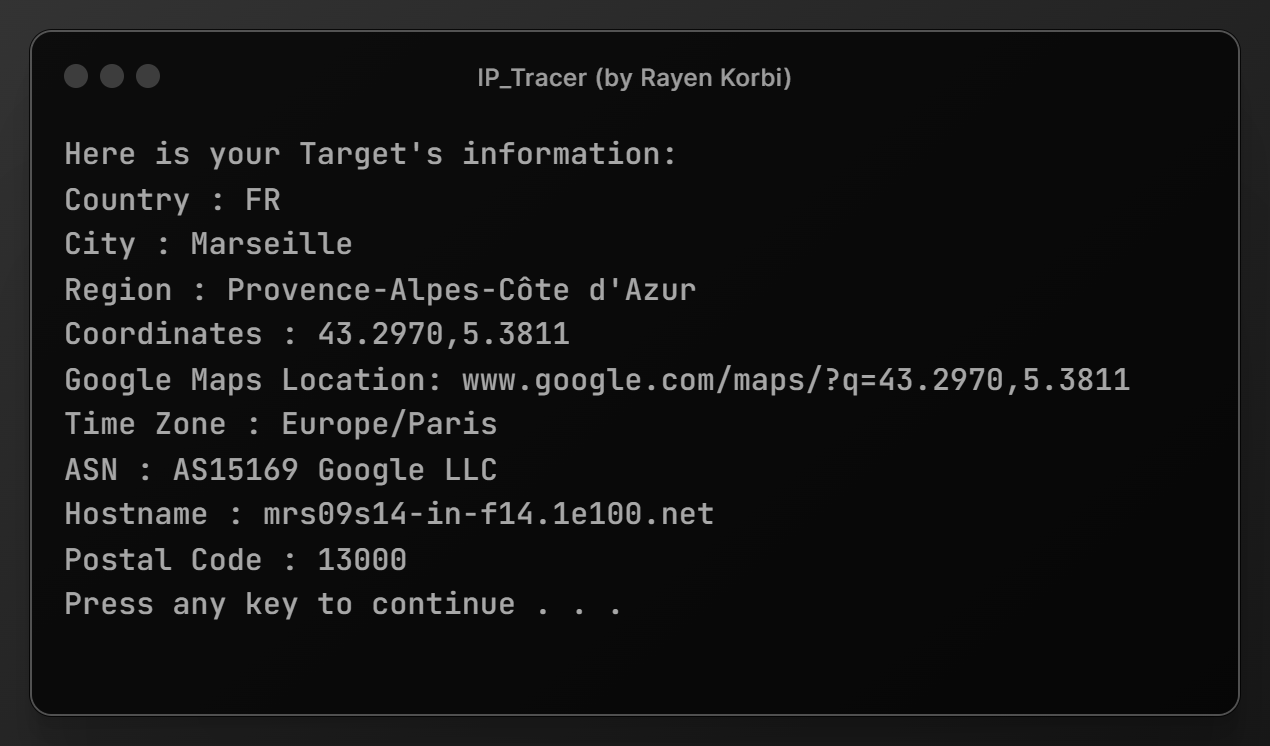 IP_Tracer (by Rayen Korbi)
Here is your Target's information:
Country : FR
City : Marseille
Region : Provence-Alpes-Côte d'Azur
Coordinates : 43.2970,5.3811
Google Maps Location: www.google.com/maps/?q=43.2970,5.3811
Time Zone : Europe/Paris
ASN : AS15169 Google LLC
Hostname : mrs09s14-in-f14.1e100.net
Postal Code : 13000
Press any key to continue . . .